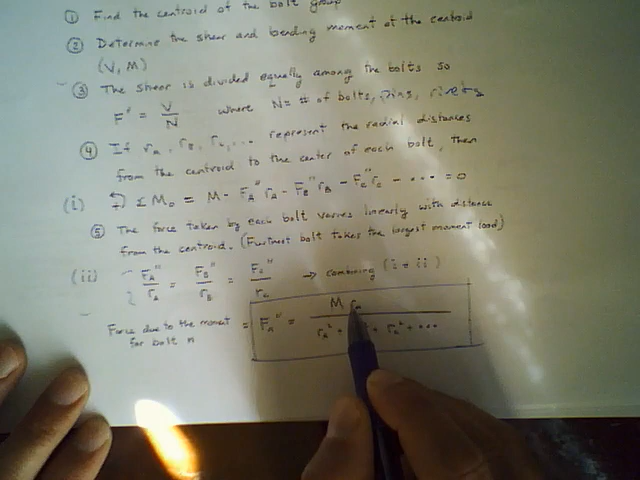 ① Find the centroid of the bolt group
② Determine the shear and bending moment at the centroid
(V, M)
③ The shear is divided equally among the bolts so
F' = V/N where N = # of bolts, pins, rivets
④ If rA, rB, rC, ... represent the radial distances
from the centroid to the center of each bolt, then
(i) ΣM0 = M - FA'' rA - FB'' rB - FC'' rC - ... = 0
⑤ The force taken by each bolt varies linearly with distance
from the centroid. (Furthest bolt takes the largest moment load)
(ii) FA''/rA = FB''/rB = FC''/rC → combining (i + ii)
Force due to the moment
for bolt n = Fn'' = M rn / rA² + + rC² + ...